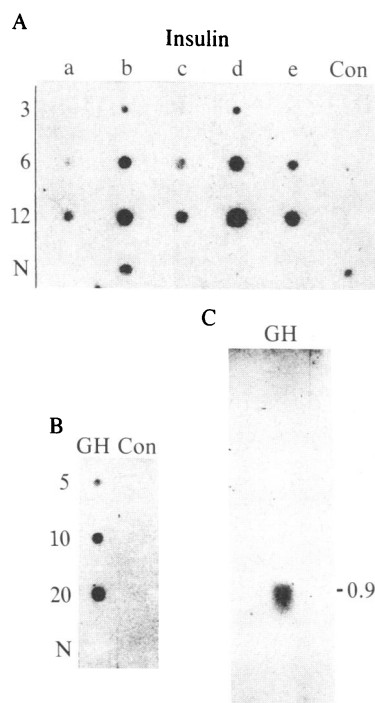 A
Insulin
a b c d e Con
3
6
12
N
C
GH
B
GH Con
5
10
20
N
-0.9